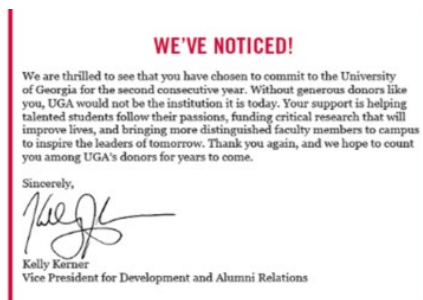 WE'VE NOTICED!
We are thrilled to see that you have chosen to commit to the University
of Georgia for the second consecutive year. Without generous donors like
you, UGA would not be the institution it is today. Your support is helping
talented students follow their passions, funding critical research that will
improve lives, and bringing more distinguished faculty members to campus
to inspire the leaders of tomorrow. Thank you again, and we hope to count
you among UGA's donors for years to come.
Sincerely,
Kelly Kerner
Vice President for Development and Alumni Relations